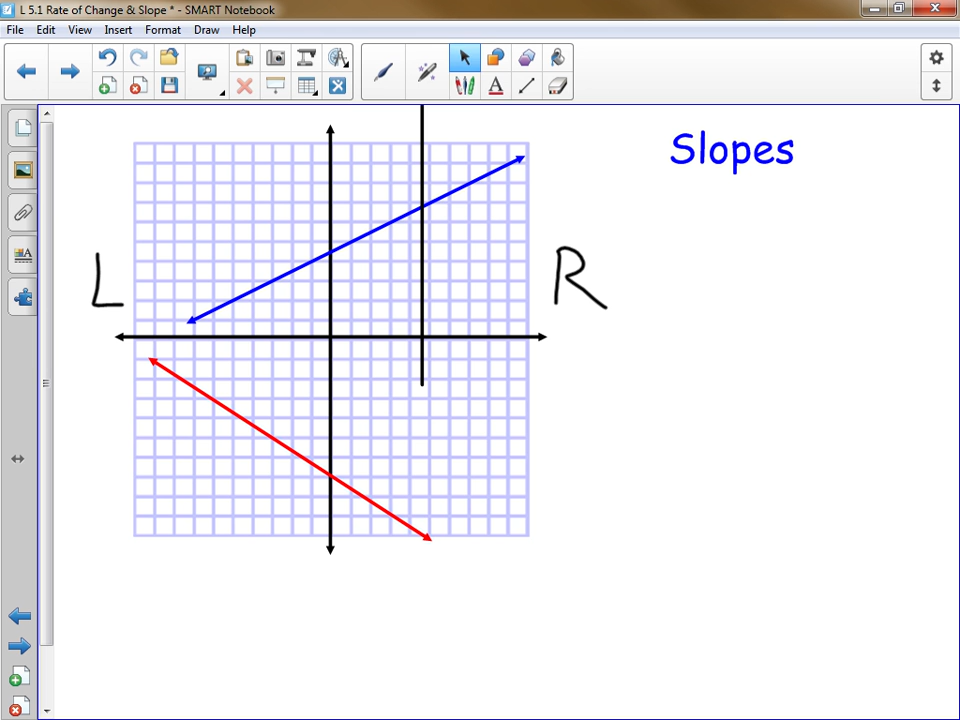 L 5.1 Rate of Change & Slope * - SMART Notebook
File Edit View Insert Format Draw Help
Slopes
L R